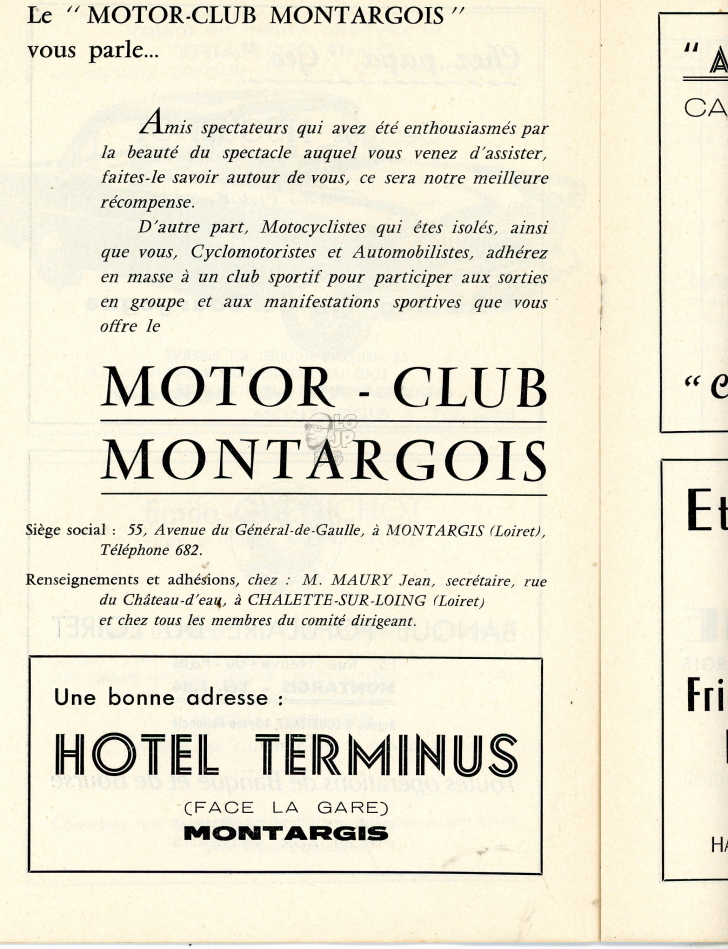 Le “ MOTOR-CLUB MONTARGOIS ”
vous parle...
Amis spectateurs qui avez été enthousiasmés par
la beauté du spectacle auquel vous venez d'assister,
faites-le savoir autour de vous, ce sera notre meilleure
récompense.
D'autre part, Motocyclistes qui êtes isolés, ainsi
que vous, Cyclomotoristes et Automobilistes, adhérez
en masse à un club sportif pour participer aux sorties
en groupe et aux manifestations sportives que vous
offre le
MOTOR - CLUB
MONTARGOIS
Siège social : 55, Avenue du Général-de-Gaulle, à MONTARGIS (Loiret),
Téléphone 682.
Renseignements et adhésions, chez : M. MAURY Jean, secrétaire, rue
du Château-d'eau, à CHALETTE-SUR-LOING (Loiret)
et chez tous les membres du comité dirigeant.
Une bonne adresse :
HOTEL TERMINUS
(FACE LA GARE)
MONTARGIS
“ A
CA
“ C
Et
Fri
HA